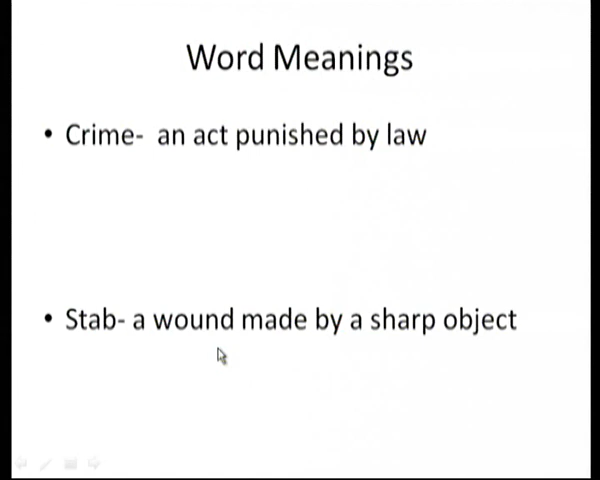 Word Meanings
• Crime-  an act punished by law
• Stab- a wound made by a sharp object